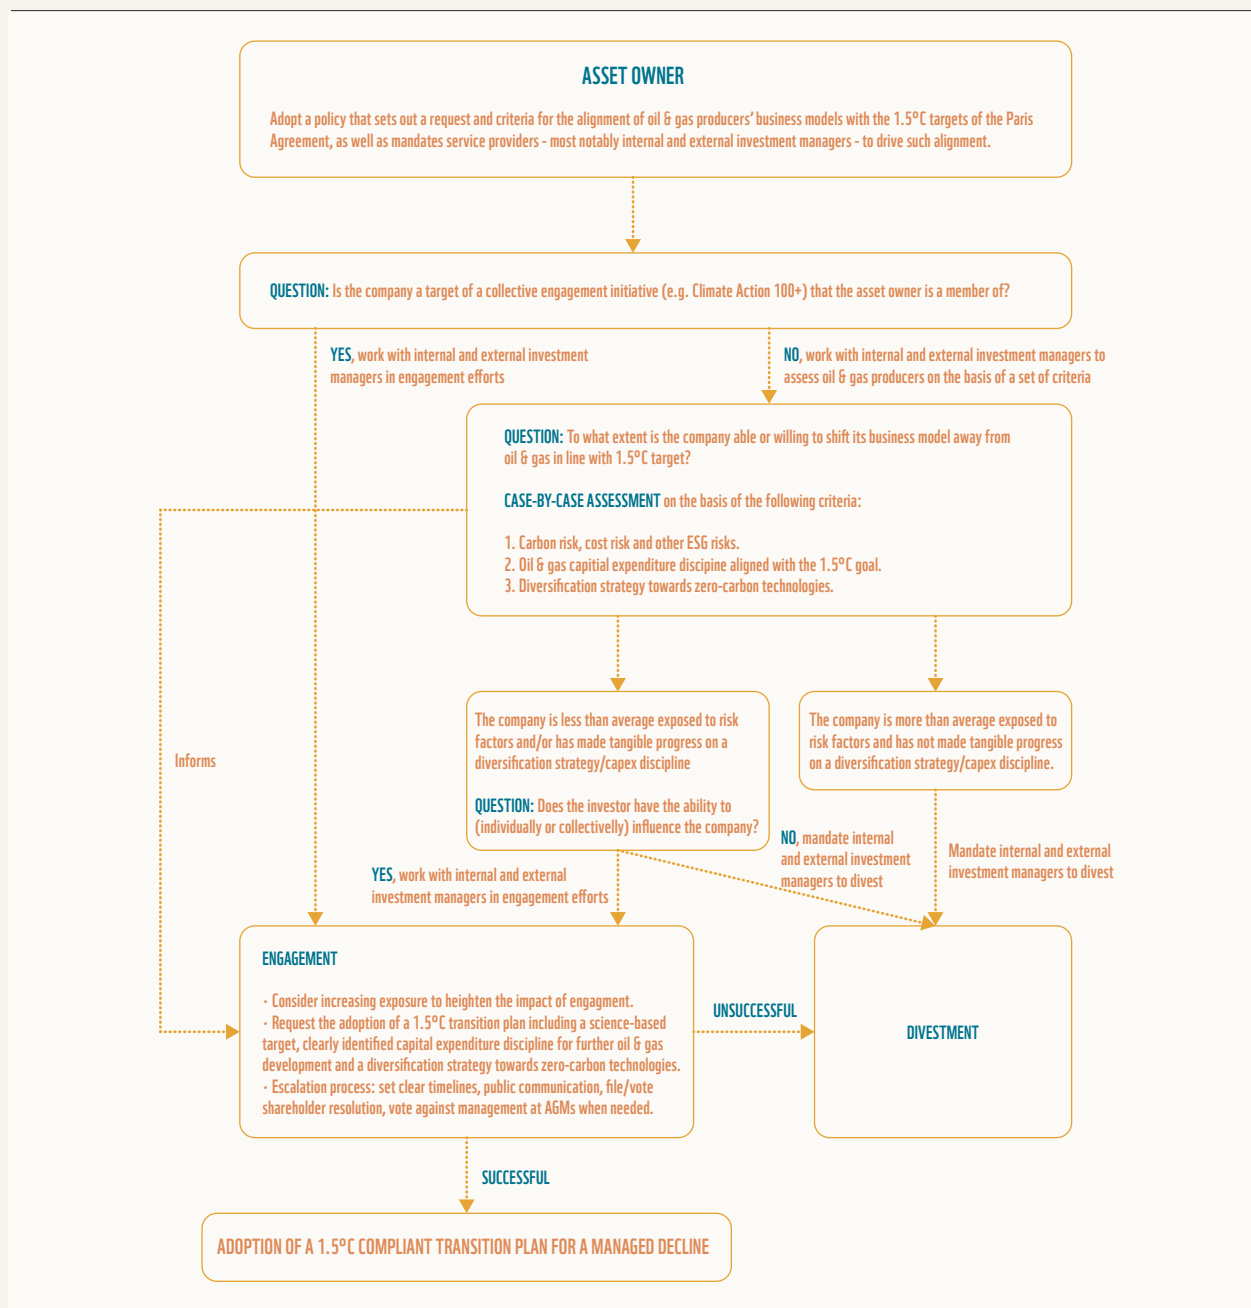 ASSET OWNER
Adopt a policy that sets out a request and criteria for the alignment of oil & gas producers' business models with the 1.5ºC targets of the Paris
Agreement, as well as mandates service providers - most notably internal and external investment managers - to drive such alignment.
QUESTION: Is the company a target of a collective engagement initiative (e.g. Climate Action 100+) that the asset owner is a member of?
YES, work with internal and external investment
managers in engagement efforts
NO, work with internal and external investment managers to
assess oil & gas producers on the basis of a set of criteria
QUESTION: To what extent is the company able or willing to shift its business model away from
oil & gas in line with 1.5ºC target?
CASE-BY-CASE ASSESSMENT on the basis of the following criteria:
1. Carbon risk, cost risk and other ESG risks.
2. Oil & gas capitial expenditure discipine aligned with the 1.5ºC goal.
3. Diversification strategy towards zero-carbon technologies.
Informs
The company is less than average exposed to risk
factors and/or has made tangible progress on a
diversification strategy/capex discipline
QUESTION: Does the investor have the ability to
(individually or collectivelly) influence the company?
The company is more than average exposed to
risk factors and has not made tangible progress
on a diversification strategy/capex discipline.
YES, work with internal and external
investment managers in engagement efforts
NO, mandate internal
and external investment
managers to divest
Mandate internal and external
investment managers to divest
ENGAGEMENT
· Consider increasing exposure to heighten the impact of engagment.
· Request the adoption of a 1.5ºC transition plan including a science-based
target, clearly identified capital expenditure discipline for further oil & gas
development and a diversification strategy towards zero-carbon technologies.
· Escalation process: set clear timelines, public communication, file/vote
shareholder resolution, vote against management at AGMs when needed.
UNSUCCESSFUL
DIVESTMENT
SUCCESSFUL
ADOPTION OF A 1.5ºC COMPLIANT TRANSITION PLAN FOR A MANAGED DECLINE